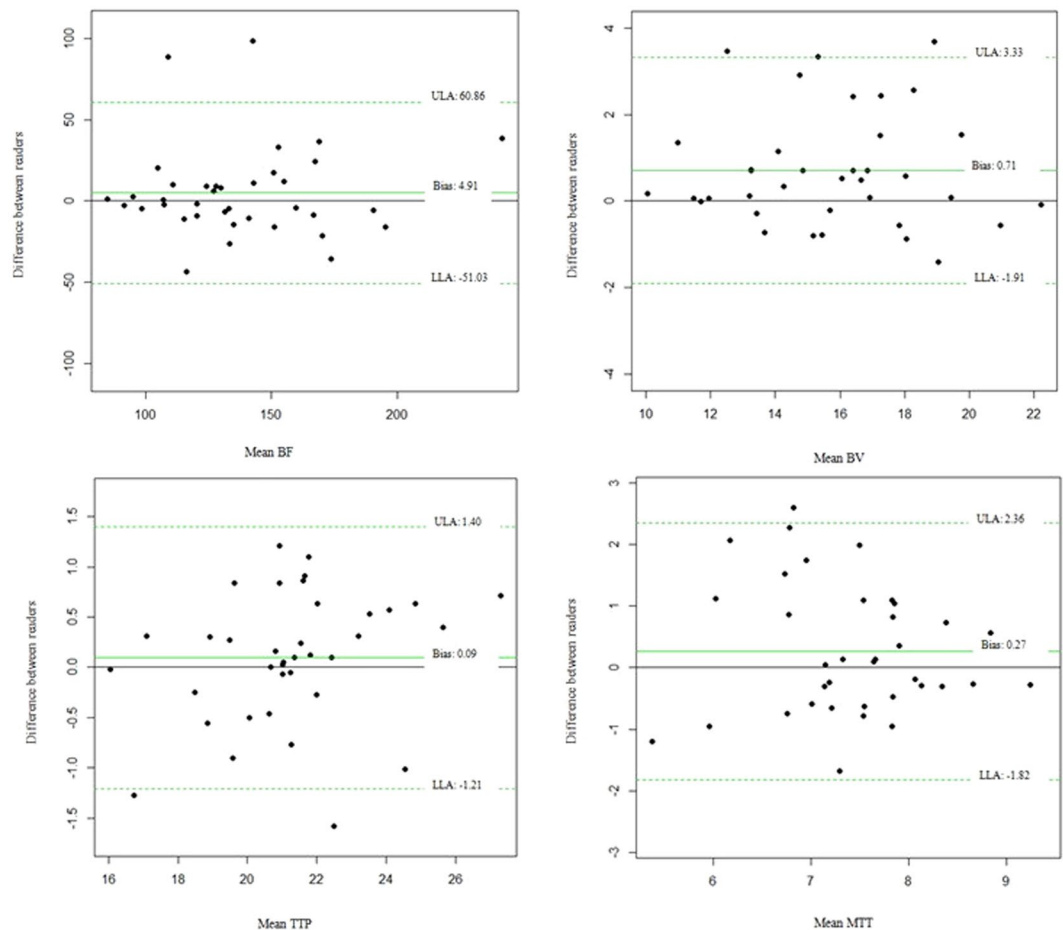 100
50
0
-50
-100
Difference between readers
ULA: 60.86
Bias: 4.91
LLA: -51.03
100 150 200
Mean BF
4
2
0
-2
-4
Difference between readers
ULA: 3.33
Bias: 0.71
LLA: -1.91
10 12 14 16 18 20 22
Mean BV
1.5
1.0
0.5
0.0
-0.5
-1.0
-1.5
Difference between readers
ULA: 1.40
Bias: 0.09
LLA: -1.21
16 18 20 22 24 26
Mean TTP
3
2
1
0
-1
-2
-3
Difference between readers
ULA: 2.36
Bias: 0.27
LLA: -1.82
6 7 8 9
Mean MTT